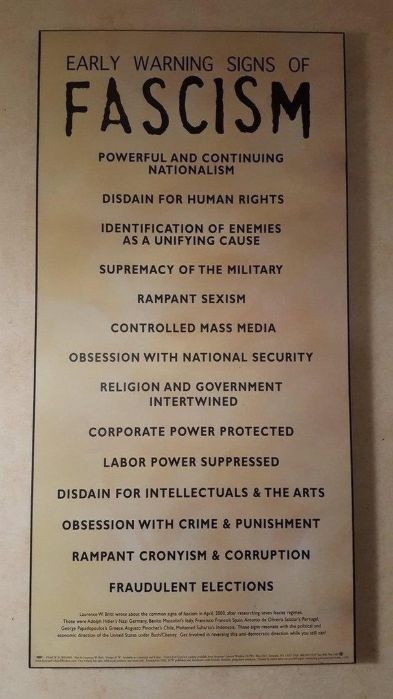 EARLY WARNING SIGNS OF
FASCISM
POWERFUL AND CONTINUING
NATIONALISM
DISDAIN FOR HUMAN RIGHTS
IDENTIFICATION OF ENEMIES
AS A UNIFYING CAUSE
SUPREMACY OF THE MILITARY
RAMPANT SEXISM
CONTROLLED MASS MEDIA
OBSESSION WITH NATIONAL SECURITY
RELIGION AND GOVERNMENT
INTERTWINED
CORPORATE POWER PROTECTED
LABOR POWER SUPPRESSED
DISDAIN FOR INTELLECTUALS & THE ARTS
OBSESSION WITH CRIME & PUNISHMENT
RAMPANT CRONYISM & CORRUPTION
FRAUDULENT ELECTIONS
Laurence W. Britt wrote about the common signs of fascism in April, 2003, after researching seven fascist regimes.
Those were Adolph Hitler's Nazi Germany, Benito Mussolini's Italy, Francisco Franco's Spain, Antonio de Oliveira Salazar's Portugal,
George Papadopoulos's Greece, Augusto Pinochet's Chile, Mohamed Suharto's Indonesia. These signs resonate with the political and
economic direction of the United States under Bush/Cheney. Get involved in reversing this anti-democratic direction while you still can!